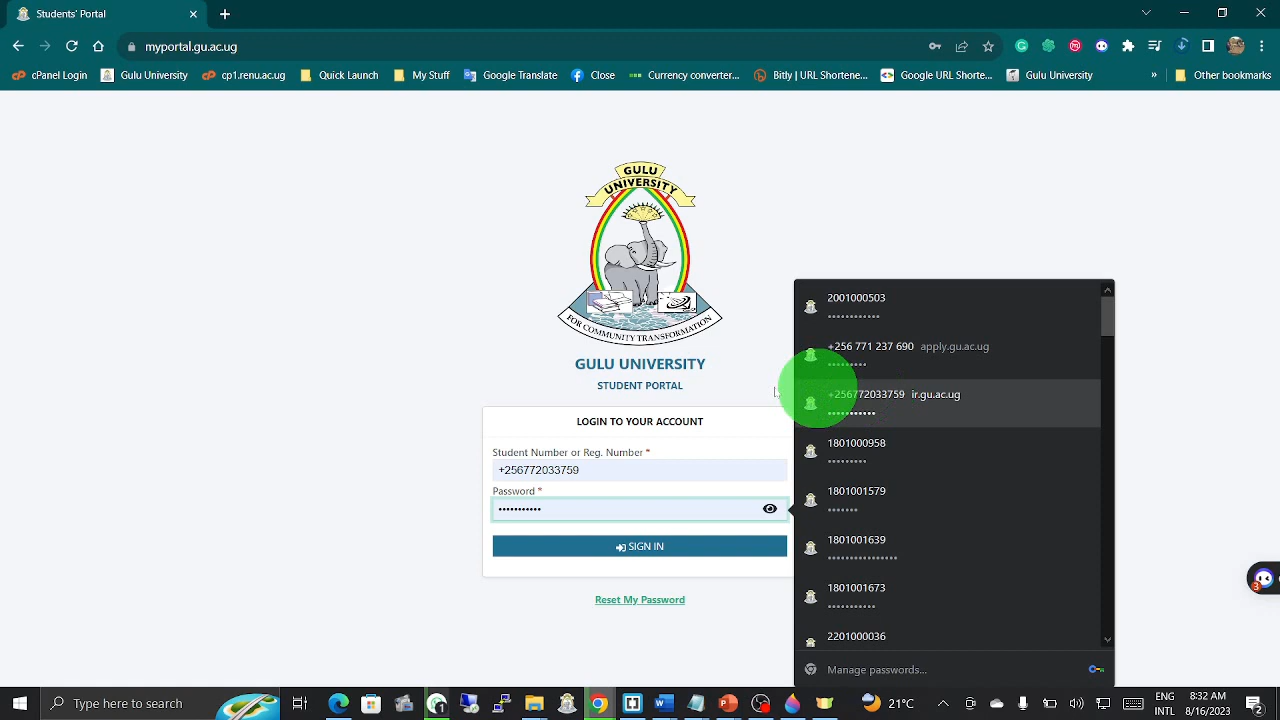 Students' Portal
myportal.gu.ac.ug
cPanel Login
Gulu University
cp1.renu.ac.ug
Quick Launch
My Stuff
Google Translate
Close
Currency converter...
Bitly | URL Shortene...
Google URL Shorte...
Gulu University
»
Other bookmarks
GULU
UNIVERSITY
FOR COMMUNITY TRANSFORMATION
GULU UNIVERSITY
STUDENT PORTAL
LOGIN TO YOUR ACCOUNT
Student Number or Reg. Number *
+256772033759
Password *
•••••••••••
SIGN IN
Reset My Password
2001000503
••••••••••••
+256 771 237 690 apply.gu.ac.ug
•••••••••
+256772033759 ir.gu.ac.ug
•••••••••••
1801000958
•••••••••
1801001579
•••••••
1801001639
••••••••••••••••
1801001673
•••••••••••
2201000036
Manage passwords...
3
Type here to search
21°C
ENG
INTL
8:32 AM
8/16/2023
2